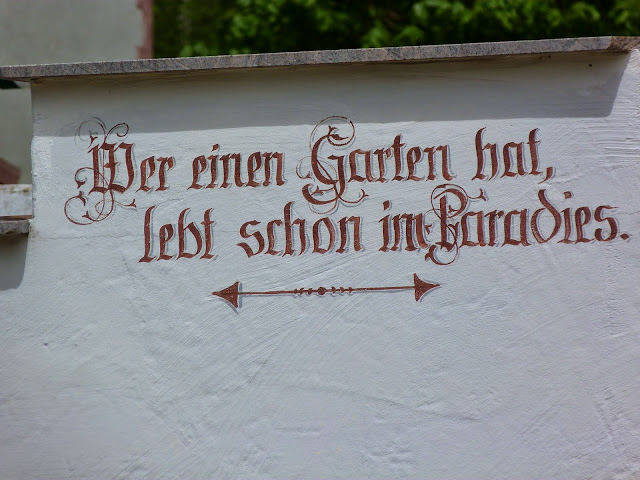 Wer einen Garten hat,
lebt schon im Paradies.